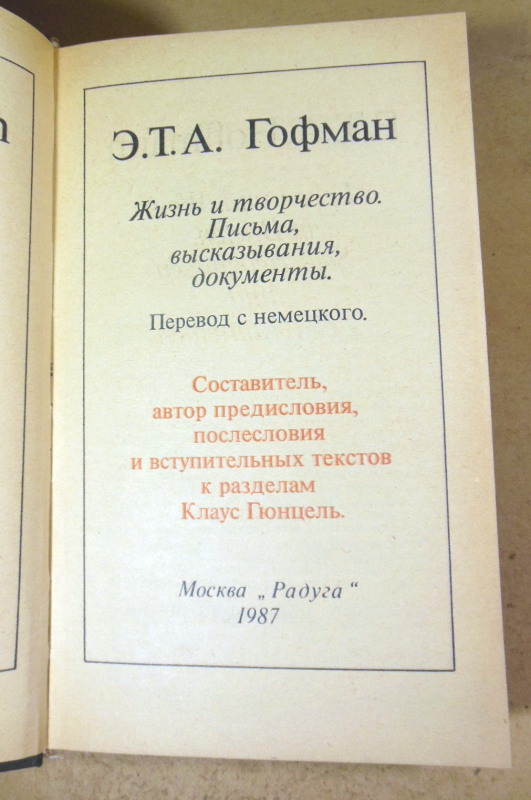 Э.Т.А. Гофман
Жизнь и творчество.
Письма,
высказывания,
документы.
Перевод с немецкого.
Составитель,
автор предисловия,
послесловия
и вступительных текстов
к разделам
Клаус Гюнцель.
Москва „Радуга“
1987